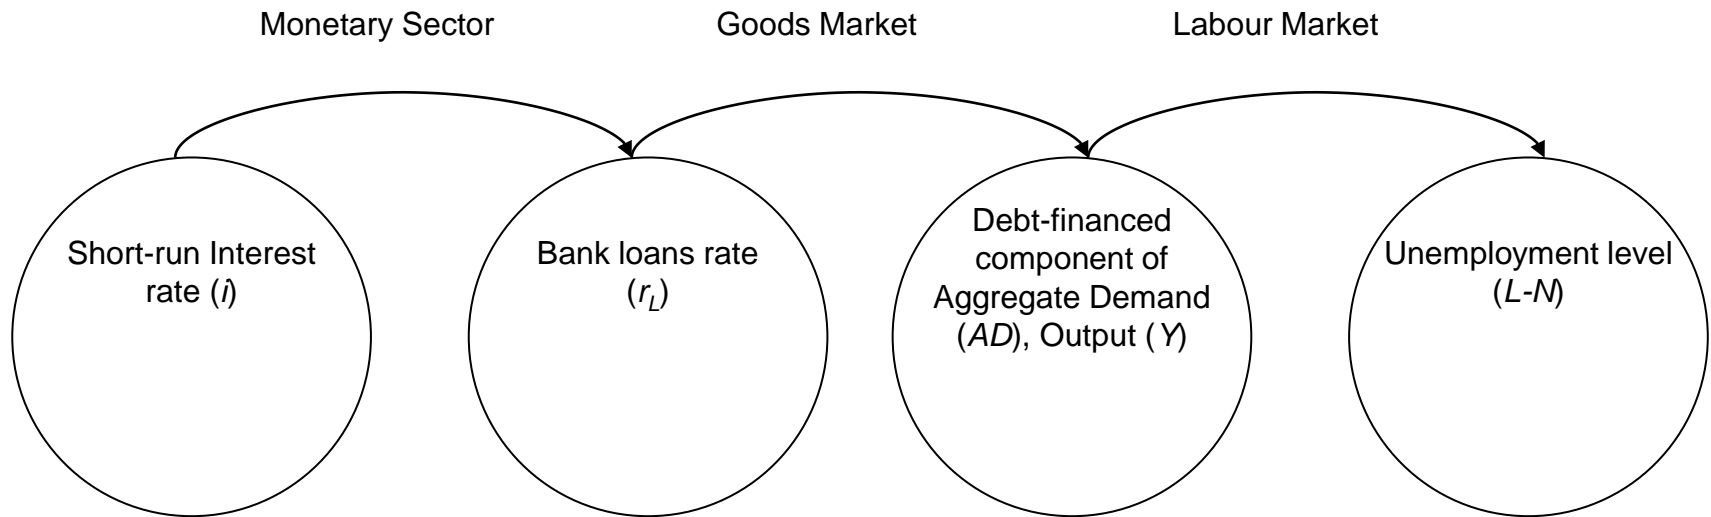 Monetary Sector
Goods Market
Labour Market
Short-run Interest
rate (i)
Bank loans rate
(r_L)
Debt-financed
component of
Aggregate Demand
(AD), Output (Y)
Unemployment level
(L-N)